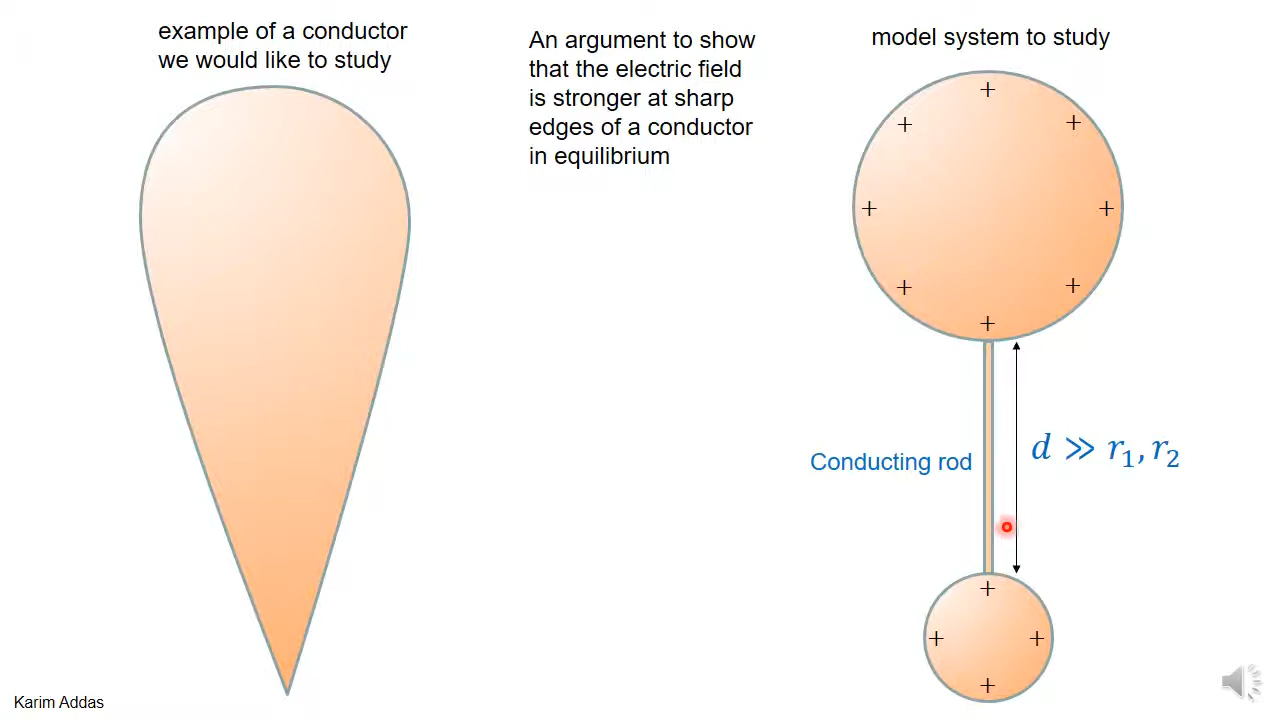 example of a conductor
we would like to study
An argument to show
that the electric field
is stronger at sharp
edges of a conductor
in equilibrium
model system to study
+
+ +
+ +
+ +
+
Conducting rod
d ≫ r₁, r₂
+
+ +
+
Karim Addas